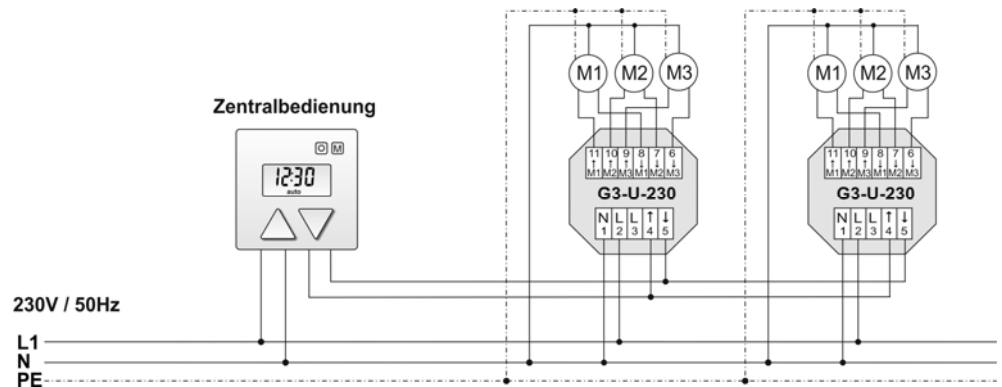 Zentralbedienung
O M
12:30
auto
M1 M2 M3
11 10 9 8 7 6
↑ ↑ ↑ ↓ ↓ ↓
M1 M2 M3 M1 M2 M3
G3-U-230
N L L ↑ ↓
1 2 3 4 5
M1 M2 M3
11 10 9 8 7 6
↑ ↑ ↑ ↓ ↓ ↓
M1 M2 M3 M1 M2 M3
G3-U-230
N L L ↑ ↓
1 2 3 4 5
230V / 50Hz
L1
N
PE